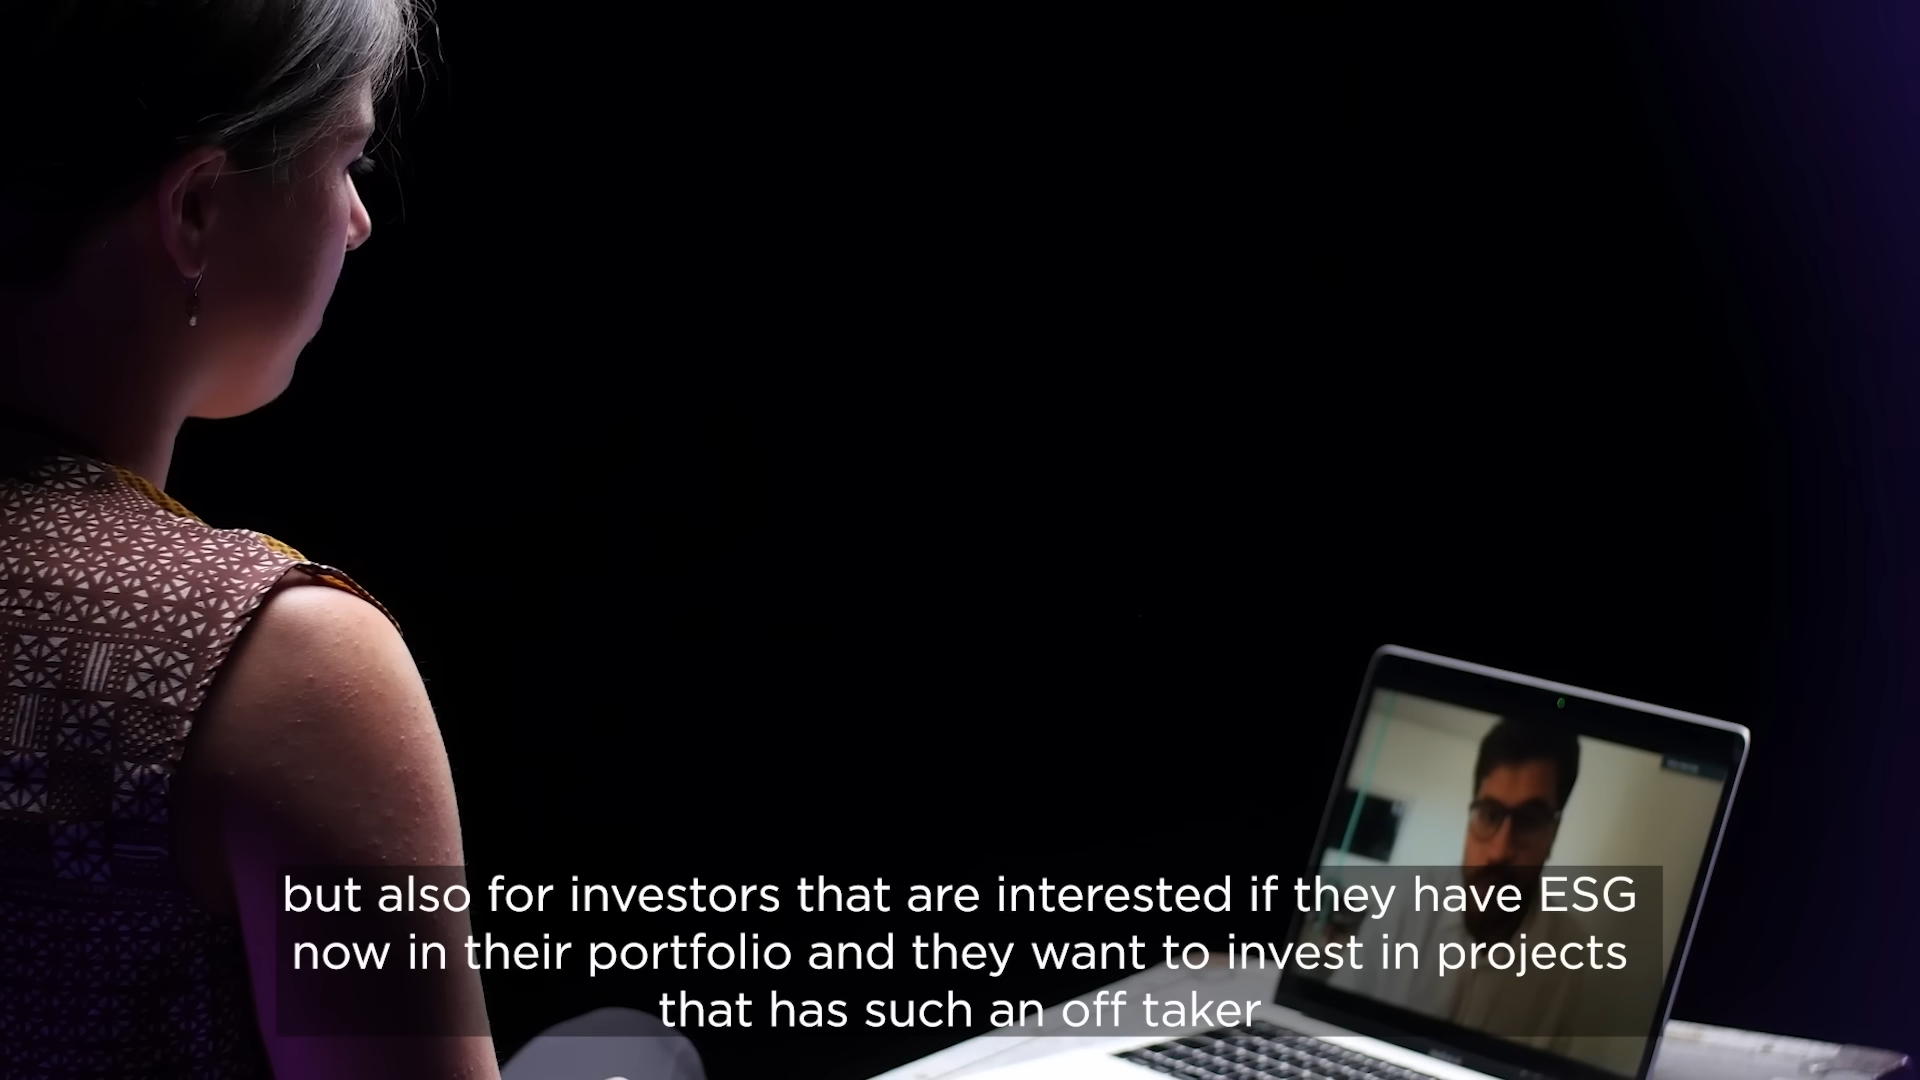 but also for investors that are interested if they have ESG
now in their portfolio and they want to invest in projects
that has such an off taker